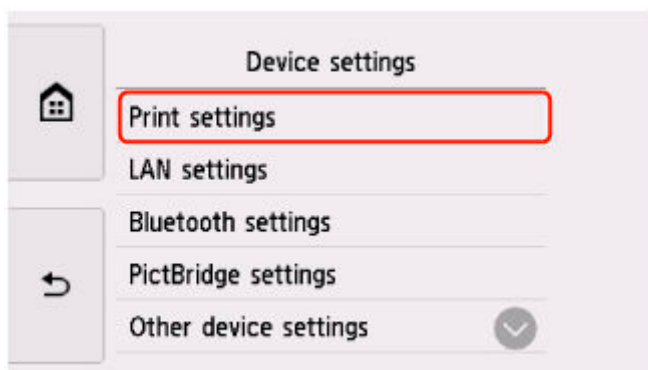 Device settings
Print settings
LAN settings
Bluetooth settings
PictBridge settings
Other device settings